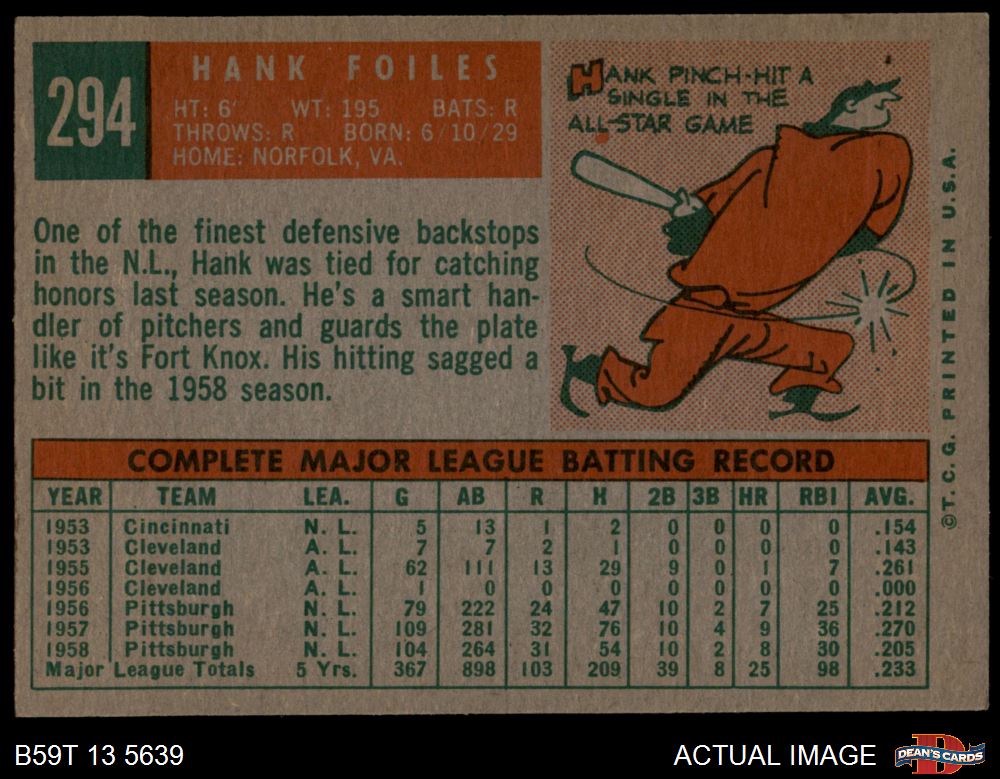 294
HANK FOILES
HT: 6' WT: 195 BATS: R
THROWS: R BORN: 6/10/29
HOME: NORFOLK, VA.
HANK PINCH-HIT A
SINGLE IN THE
ALL-STAR GAME
One of the finest defensive backstops
in the N.L., Hank was tied for catching
honors last season. He's a smart han-
dler of pitchers and guards the plate
like it's Fort Knox. His hitting sagged a
bit in the 1958 season.
COMPLETE MAJOR LEAGUE BATTING RECORD
YEAR TEAM LEA. G AB R H 2B 3B HR RBI AVG.
1953 Cincinnati N. L. 5 13 1 2 0 0 0 0 .154
1953 Cleveland A. L. 7 7 2 1 0 0 0 0 .143
1955 Cleveland A. L. 62 111 13 29 9 0 1 7 .261
1956 Cleveland A. L. 1 0 0 0 0 0 0 0 .000
1956 Pittsburgh N. L. 79 222 24 47 10 2 7 25 .212
1957 Pittsburgh N. L. 109 281 32 76 10 4 9 36 .270
1958 Pittsburgh N. L. 104 264 31 54 10 2 8 30 .205
Major League Totals 5 Yrs. 367 898 103 209 39 8 25 98 .233
©T. C. G. PRINTED IN U.S.A.
B59T 13 5639
ACTUAL IMAGE
D
DEAN'S CARDS